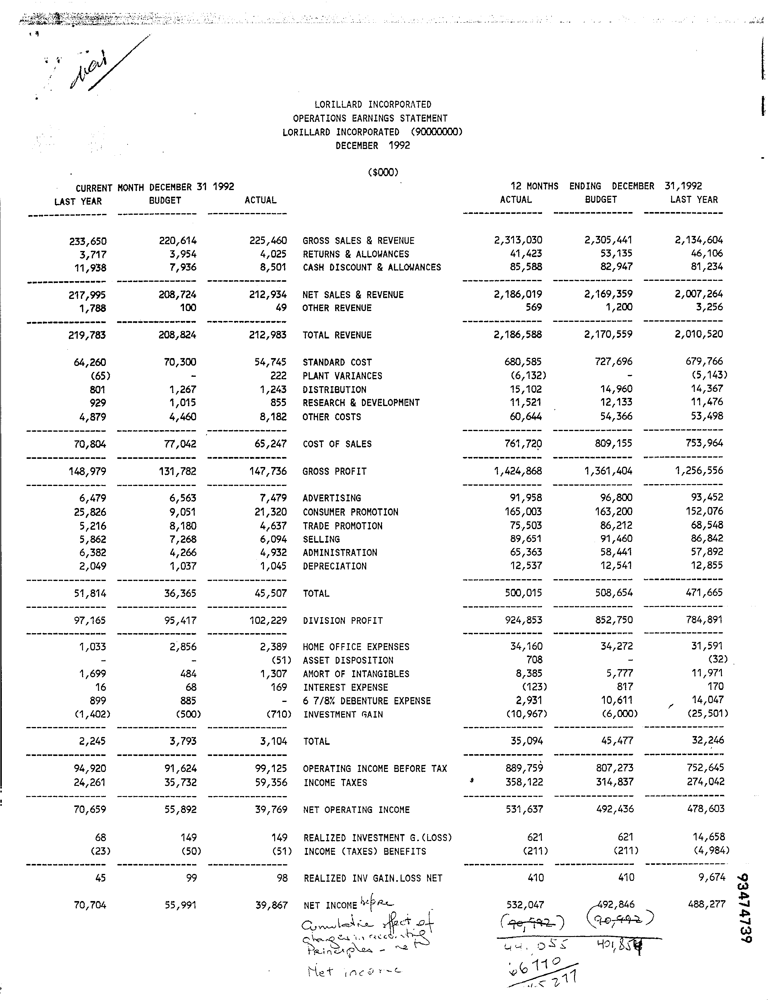 LORILLARD INCORPORATED
OPERATIONS EARNINGS STATEMENT
LORILLARD INCORPORATED (90000000)
DECEMBER 1992
($000)
CURRENT MONTH DECEMBER 31 1992 12 MONTHS ENDING DECEMBER 31,1992
LAST YEAR BUDGET ACTUAL ACTUAL BUDGET LAST YEAR
233,650 220,614 225,460 GROSS SALES & REVENUE 2,313,030 2,305,441 2,134,604
3,717 3,954 4,025 RETURNS & ALLOWANCES 41,423 53,135 46,106
11,938 7,936 8,501 CASH DISCOUNT & ALLOWANCES 85,588 82,947 81,234
217,995 208,724 212,934 NET SALES & REVENUE 2,186,019 2,169,359 2,007,264
1,788 100 49 OTHER REVENUE 569 1,200 3,256
219,783 208,824 212,983 TOTAL REVENUE 2,186,588 2,170,559 2,010,520
64,260 70,300 54,745 STANDARD COST 680,585 727,696 679,766
(65) - 222 PLANT VARIANCES (6,132) - (5,143)
801 1,267 1,243 DISTRIBUTION 15,102 14,960 14,367
929 1,015 855 RESEARCH & DEVELOPMENT 11,521 12,133 11,476
4,879 4,460 8,182 OTHER COSTS 60,644 54,366 53,498
70,804 77,042 65,247 COST OF SALES 761,720 809,155 753,964
148,979 131,782 147,736 GROSS PROFIT 1,424,868 1,361,404 1,256,556
6,479 6,563 7,479 ADVERTISING 91,958 96,800 93,452
25,826 9,051 21,320 CONSUMER PROMOTION 165,003 163,200 152,076
5,216 8,180 4,637 TRADE PROMOTION 75,503 86,212 68,548
5,862 7,268 6,094 SELLING 89,651 91,460 86,842
6,382 4,266 4,932 ADMINISTRATION 65,363 58,441 57,892
2,049 1,037 1,045 DEPRECIATION 12,537 12,541 12,855
51,814 36,365 45,507 TOTAL 500,015 508,654 471,665
97,165 95,417 102,229 DIVISION PROFIT 924,853 852,750 784,891
1,033 2,856 2,389 HOME OFFICE EXPENSES 34,160 34,272 31,591
- - (51) ASSET DISPOSITION 708 - (32)
1,699 484 1,307 AMORT OF INTANGIBLES 8,385 5,777 11,971
16 68 169 INTEREST EXPENSE (123) 817 170
899 885 - 6 7/8% DEBENTURE EXPENSE 2,931 10,611 14,047
(1,402) (500) (710) INVESTMENT GAIN (10,967) (6,000) (25,501)
2,245 3,793 3,104 TOTAL 35,094 45,477 32,246
94,920 91,624 99,125 OPERATING INCOME BEFORE TAX 889,759 807,273 752,645
24,261 35,732 59,356 INCOME TAXES 358,122 314,837 274,042
70,659 55,892 39,769 NET OPERATING INCOME 531,637 492,436 478,603
68 149 149 REALIZED INVESTMENT G.(LOSS) 621 621 14,658
(23) (50) (51) INCOME (TAXES) BENEFITS (211) (211) (4,984)
45 99 98 REALIZED INV GAIN.LOSS NET 410 410 9,674
70,704 55,991 39,867 NET INCOME before 532,047 492,846 488,277
Cumulative effect of (90,992) (90,992)
changes in accounting
Principles - net 401,854
Net income
93474739